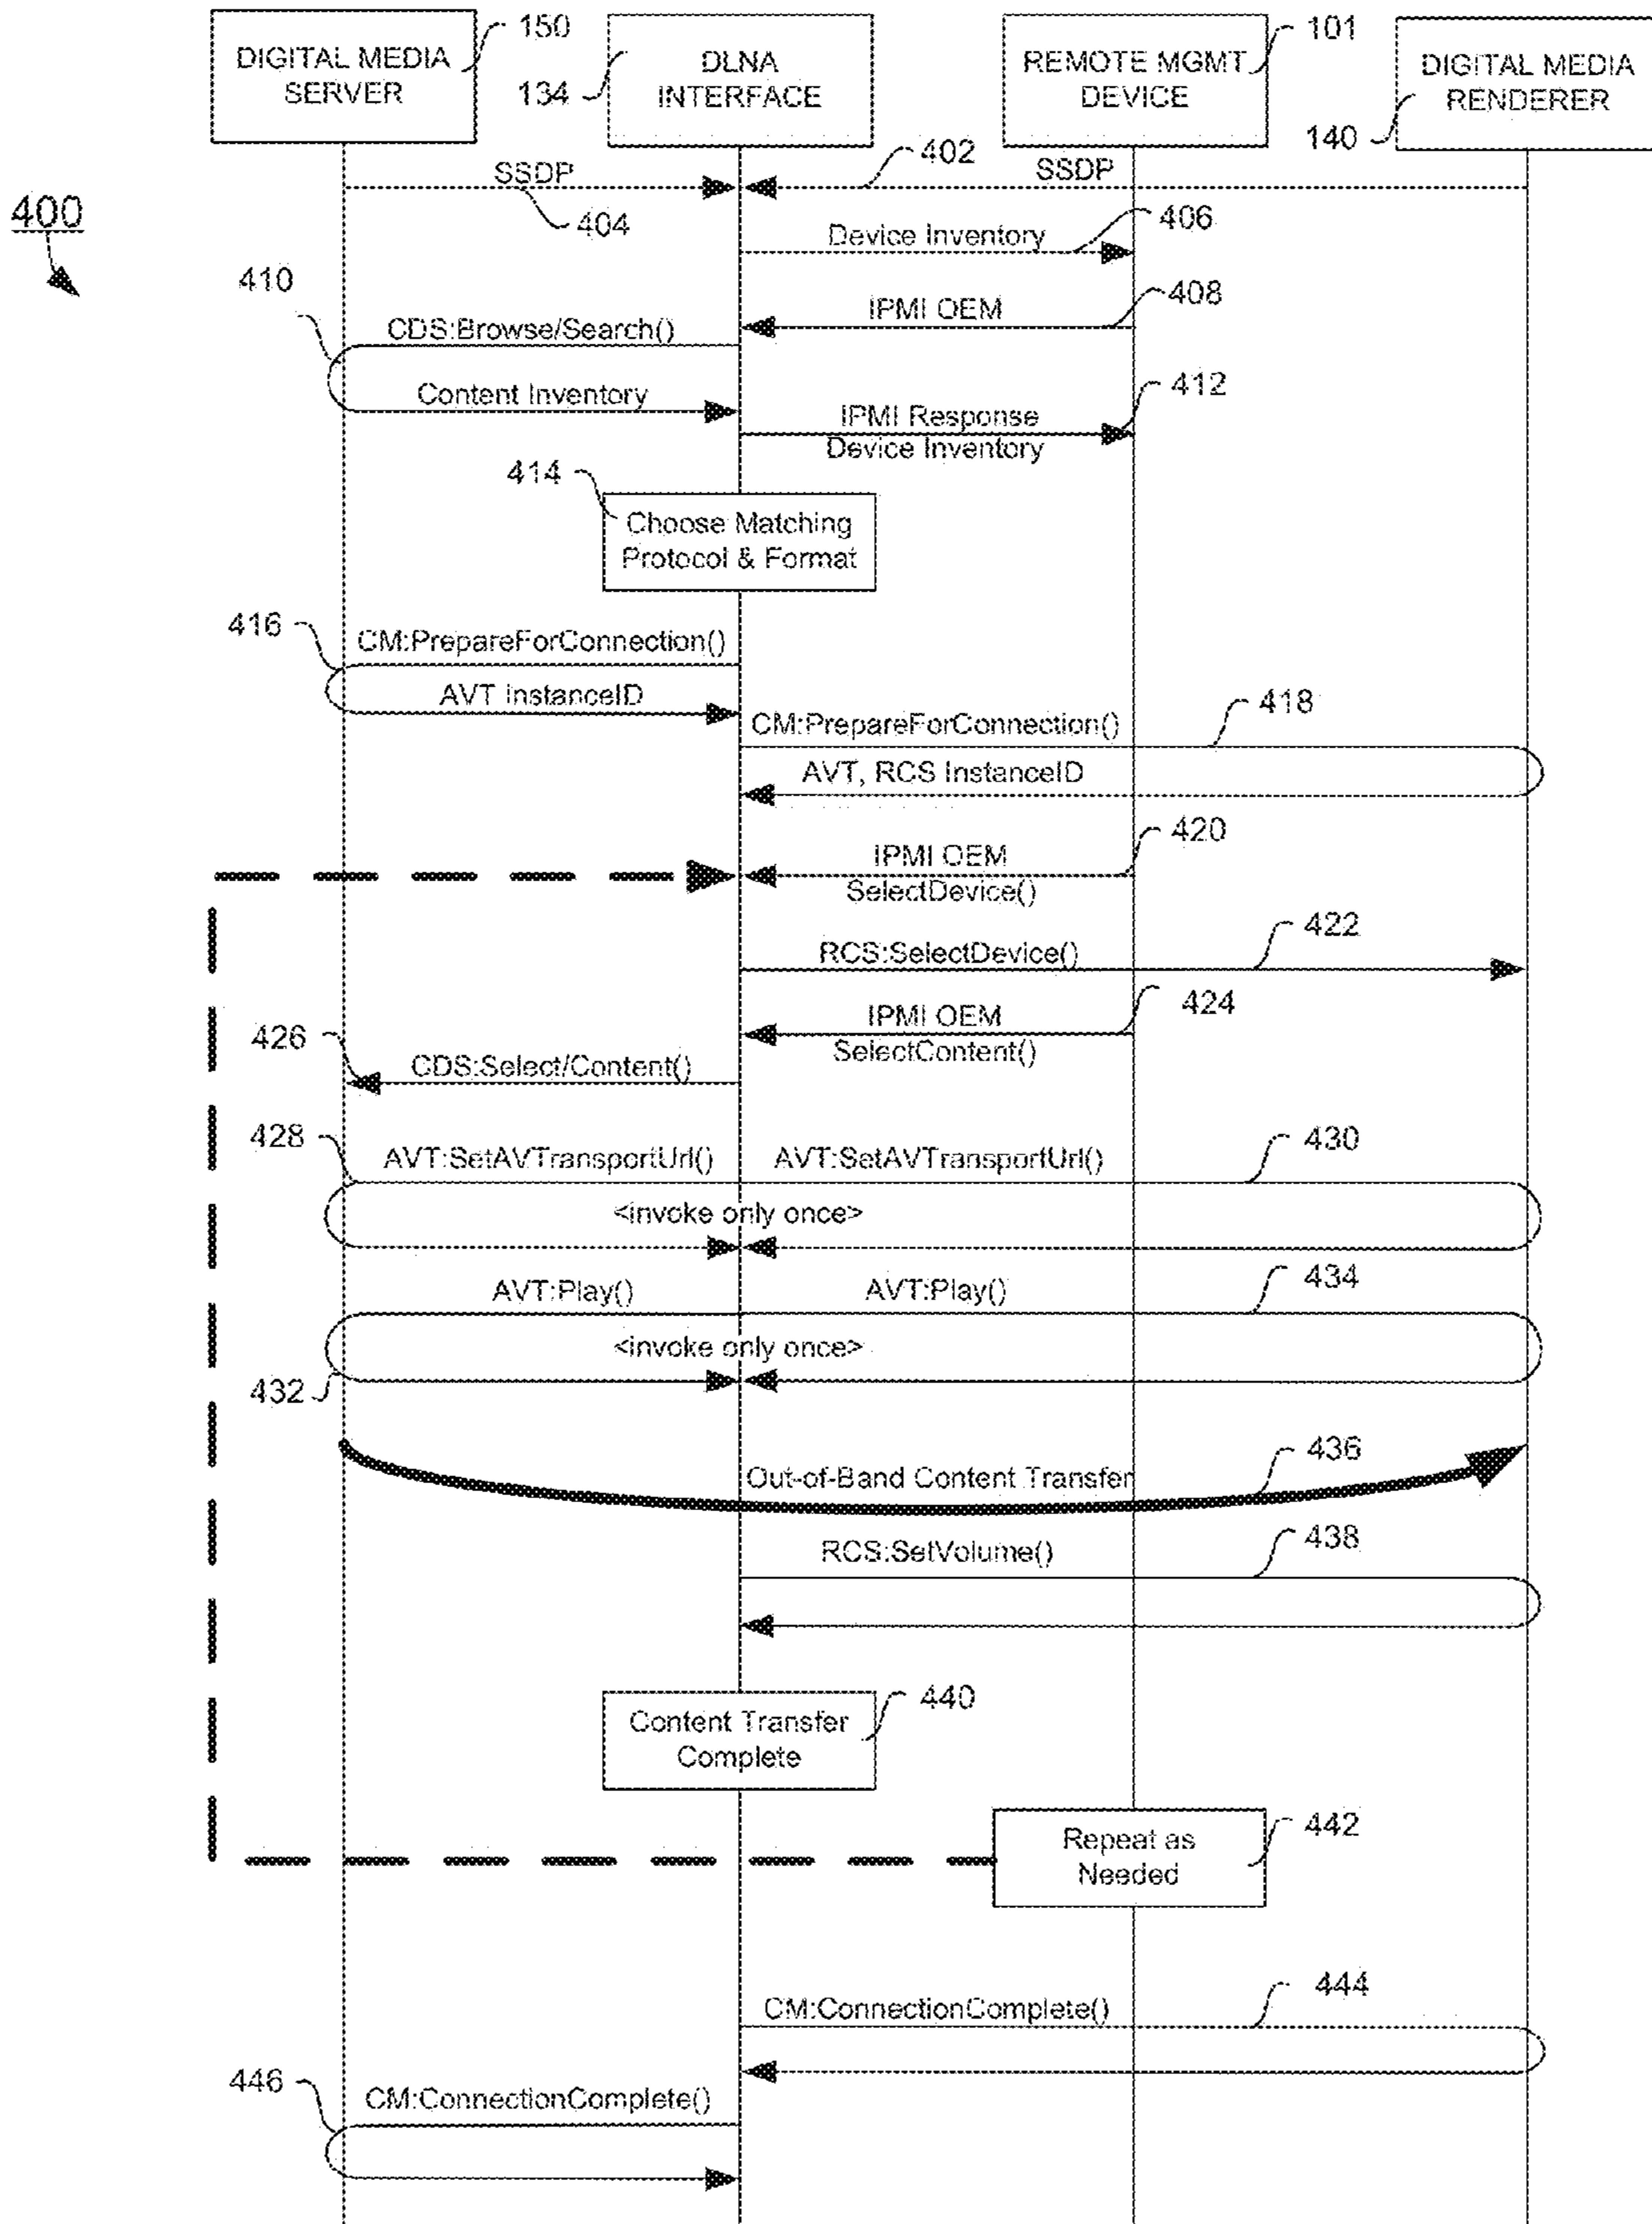 DIGITAL MEDIA
SERVER
150
DLNA
INTERFACE
134
REMOTE MGMT
DEVICE
101
DIGITAL MEDIA
RENDERER
140
400
SSDP
404
402
SSDP
Device Inventory
406
IPMI OEM
408
410
CDS:Browse/Search()
Content Inventory
IPMI Response
Device Inventory
412
414
Choose Matching
Protocol & Format
416
CM:PrepareForConnection()
AVT InstanceID
CM:PrepareForConnection()
418
AVT, RCS InstanceID
IPMI OEM
SelectDevice()
420
RCS:SelectDevice()
422
IPMI OEM
SelectContent()
424
426
CDS:Select/Content()
428
AVT:SetAVTransportUrl()
AVT:SetAVTransportUrl()
430
<invoke only once>
AVT:Play()
AVT:Play()
434
<invoke only once>
432
Out-of-Band Content Transfer
436
RCS:SetVolume()
438
Content Transfer
Complete
440
Repeat as
Needed
442
CM:ConnectionComplete()
444
446
CM:ConnectionComplete()